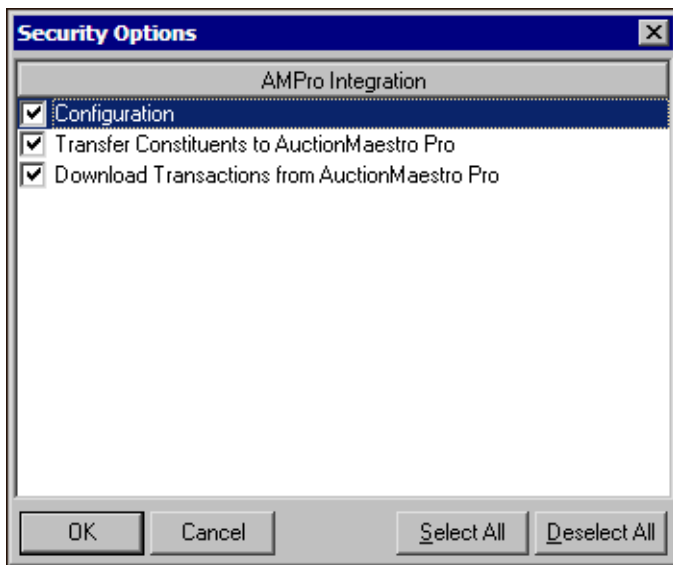 Security Options
AMPro Integration
Configuration
Transfer Constituents to AuctionMaestro Pro
Download Transactions from AuctionMaestro Pro
OK Cancel Select All Deselect All